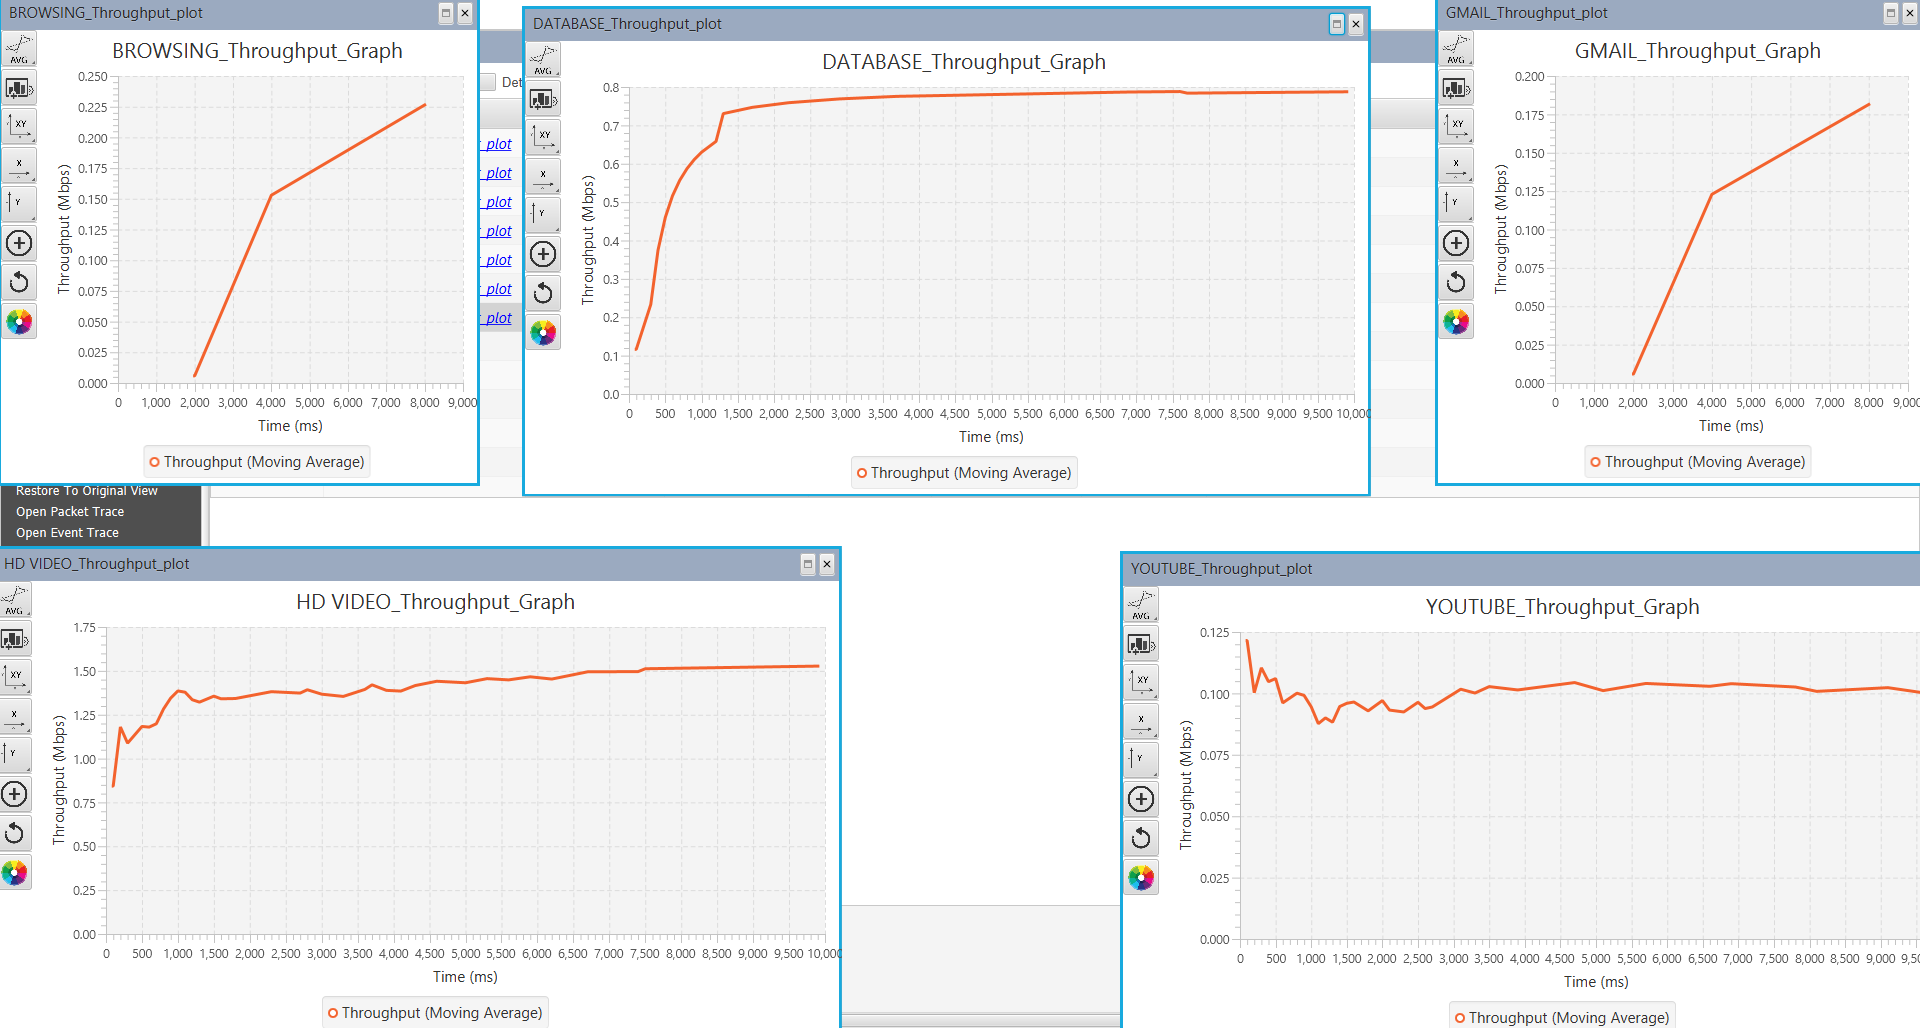 BROWSING_Throughput_plot
BROWSING_Throughput_Graph
AVG
XY
X
Y
Throughput (Mbps)
0.250
0.225
0.200
0.175
0.150
0.125
0.100
0.075
0.050
0.025
0.000
0 1,000 2,000 3,000 4,000 5,000 6,000 7,000 8,000 9,000
Time (ms)
Throughput (Moving Average)
Det
plot
plot
plot
plot
plot
plot
plot
DATABASE_Throughput_plot
DATABASE_Throughput_Graph
AVG
XY
X
Y
Throughput (Mbps)
0.8
0.7
0.6
0.5
0.4
0.3
0.2
0.1
0.0
0 500 1,000 1,500 2,000 2,500 3,000 3,500 4,000 4,500 5,000 5,500 6,000 6,500 7,000 7,500 8,000 8,500 9,000 9,500 10,000
Time (ms)
Throughput (Moving Average)
GMAIL_Throughput_plot
GMAIL_Throughput_Graph
AVG
XY
X
Y
Throughput (Mbps)
0.200
0.175
0.150
0.125
0.100
0.075
0.050
0.025
0.000
0 1,000 2,000 3,000 4,000 5,000 6,000 7,000 8,000 9,000
Time (ms)
Throughput (Moving Average)
Restore To Original View
Open Packet Trace
Open Event Trace
HD VIDEO_Throughput_plot
HD VIDEO_Throughput_Graph
AVG
XY
X
Y
Throughput (Mbps)
1.75
1.50
1.25
1.00
0.75
0.50
0.25
0.00
0 500 1,000 1,500 2,000 2,500 3,000 3,500 4,000 4,500 5,000 5,500 6,000 6,500 7,000 7,500 8,000 8,500 9,000 9,500 10,000
Time (ms)
Throughput (Moving Average)
YOUTUBE_Throughput_plot
YOUTUBE_Throughput_Graph
AVG
XY
X
Y
Throughput (Mbps)
0.125
0.100
0.075
0.050
0.025
0.000
0 500 1,000 1,500 2,000 2,500 3,000 3,500 4,000 4,500 5,000 5,500 6,000 6,500 7,000 7,500 8,000 8,500 9,000 9,5
Time (ms)
Throughput (Moving Average)